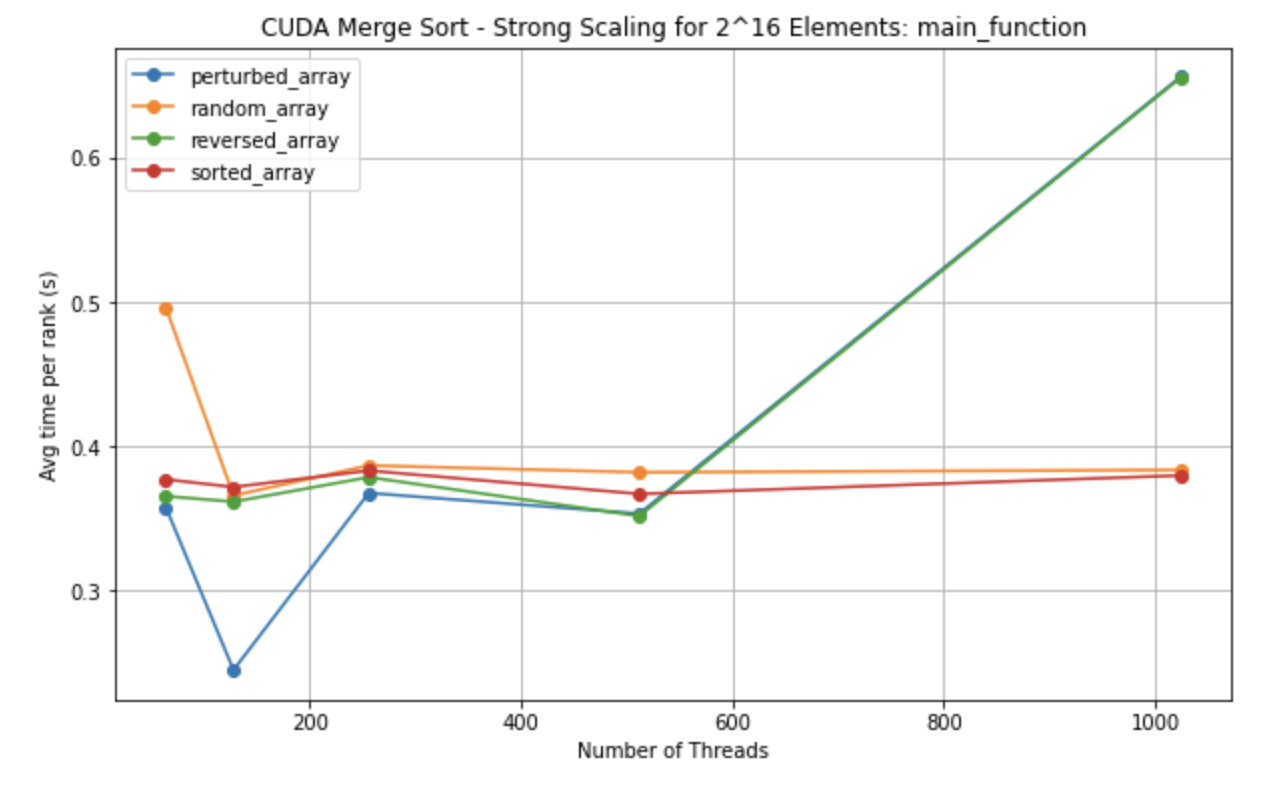 CUDA Merge Sort - Strong Scaling for 2^16 Elements: main_function
perturbed_array
random_array
reversed_array
sorted_array
Avg time per rank (s)
0.6
0.5
0.4
0.3
200
400
600
800
1000
Number of Threads